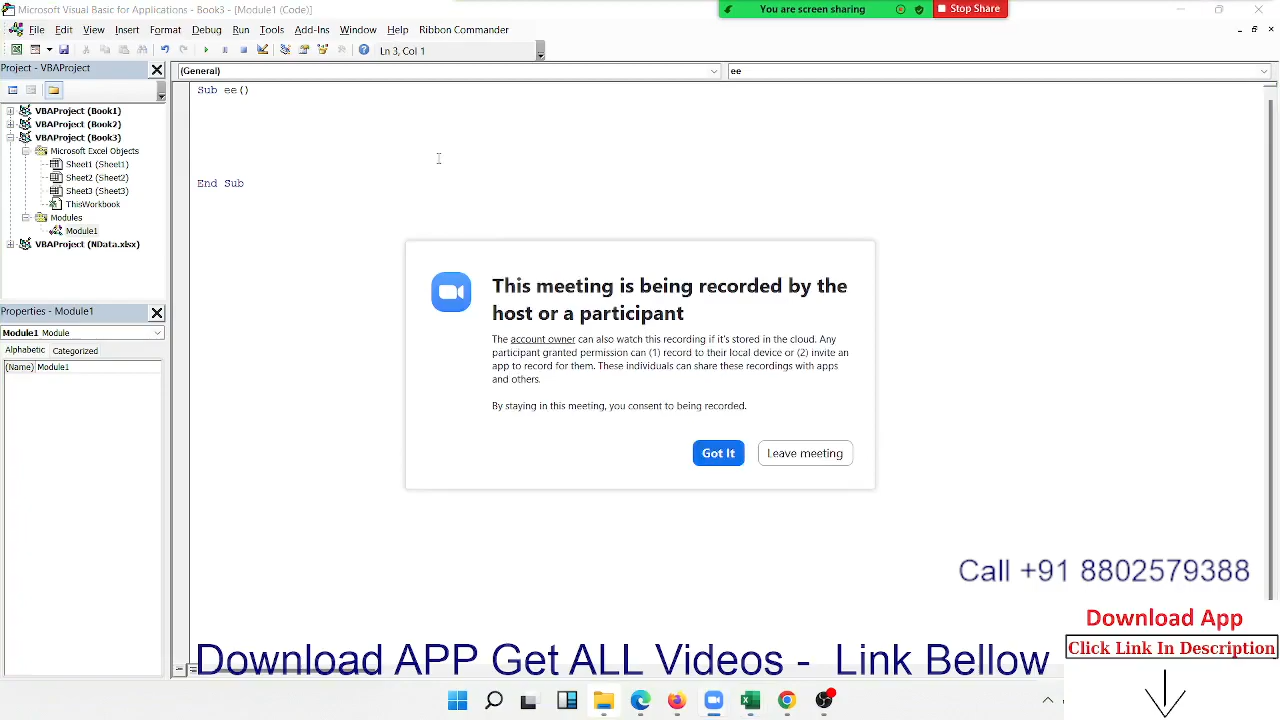 Microsoft Visual Basic for Applications - Book3 - [Module1 (Code)]
You are screen sharing
Stop Share
File Edit View Insert Format Debug Run Tools Add-Ins Window Help Ribbon Commander
Ln 3, Col 1
Project - VBAProject
(General)
ee
Sub ee()
End Sub
VBAProject (Book1)
VBAProject (Book2)
VBAProject (Book3)
Microsoft Excel Objects
Sheet1 (Sheet1)
Sheet2 (Sheet2)
Sheet3 (Sheet3)
ThisWorkbook
Modules
Module1
VBAProject (NData.xlsx)
Properties - Module1
Module1 Module
Alphabetic Categorized
(Name) Module1
This meeting is being recorded by the
host or a participant
The account owner can also watch this recording if it's stored in the cloud. Any
participant granted permission can (1) record to their local device or (2) invite an
app to record for them. These individuals can share these recordings with apps
and others.
By staying in this meeting, you consent to being recorded.
Got It
Leave meeting
Call +91 8802579388
Download App
Click Link In Description
Download APP Get ALL Videos - Link Bellow